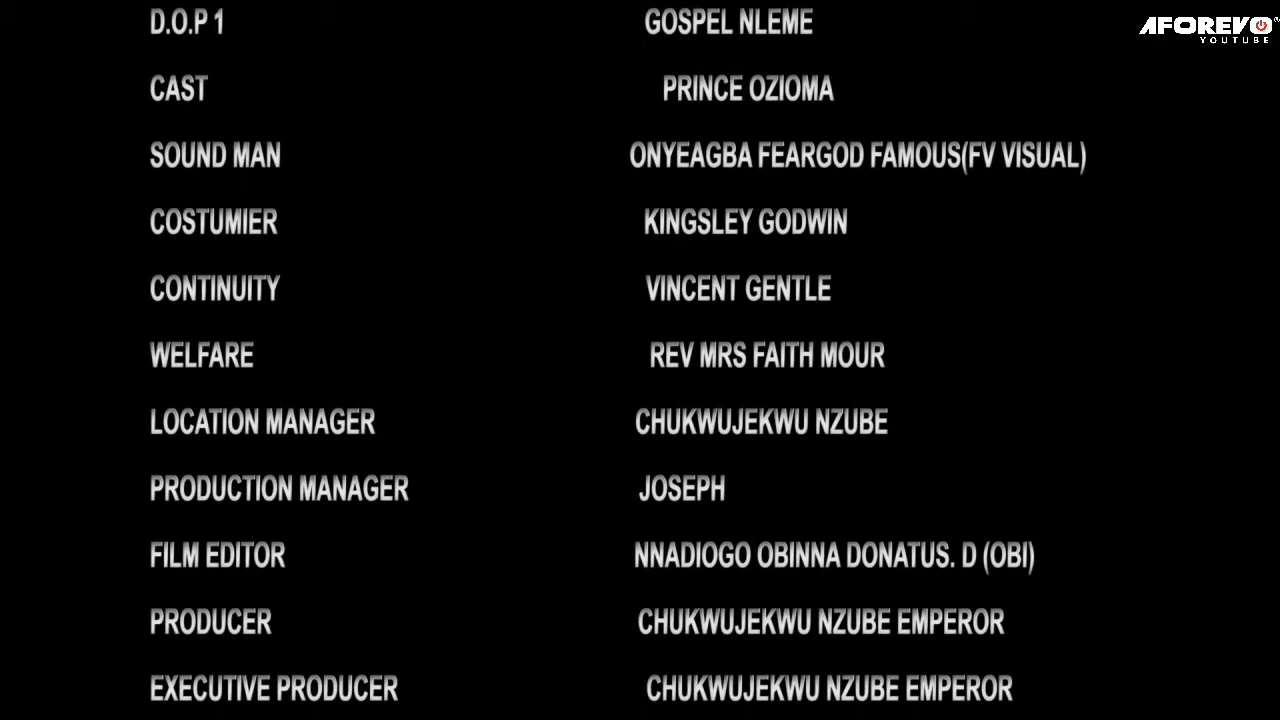 D.O.P 1 GOSPEL NLEME
AFOREVO
YOUTUBE
CAST PRINCE OZIOMA
SOUND MAN ONYEAGBA FEARGOD FAMOUS(FV VISUAL)
COSTUMIER KINGSLEY GODWIN
CONTINUITY VINCENT GENTLE
WELFARE REV MRS FAITH MOUR
LOCATION MANAGER CHUKWUJEKWU NZUBE
PRODUCTION MANAGER JOSEPH
FILM EDITOR NNADIOGO OBINNA DONATUS. D (OBI)
PRODUCER CHUKWUJEKWU NZUBE EMPEROR
EXECUTIVE PRODUCER CHUKWUJEKWU NZUBE EMPEROR